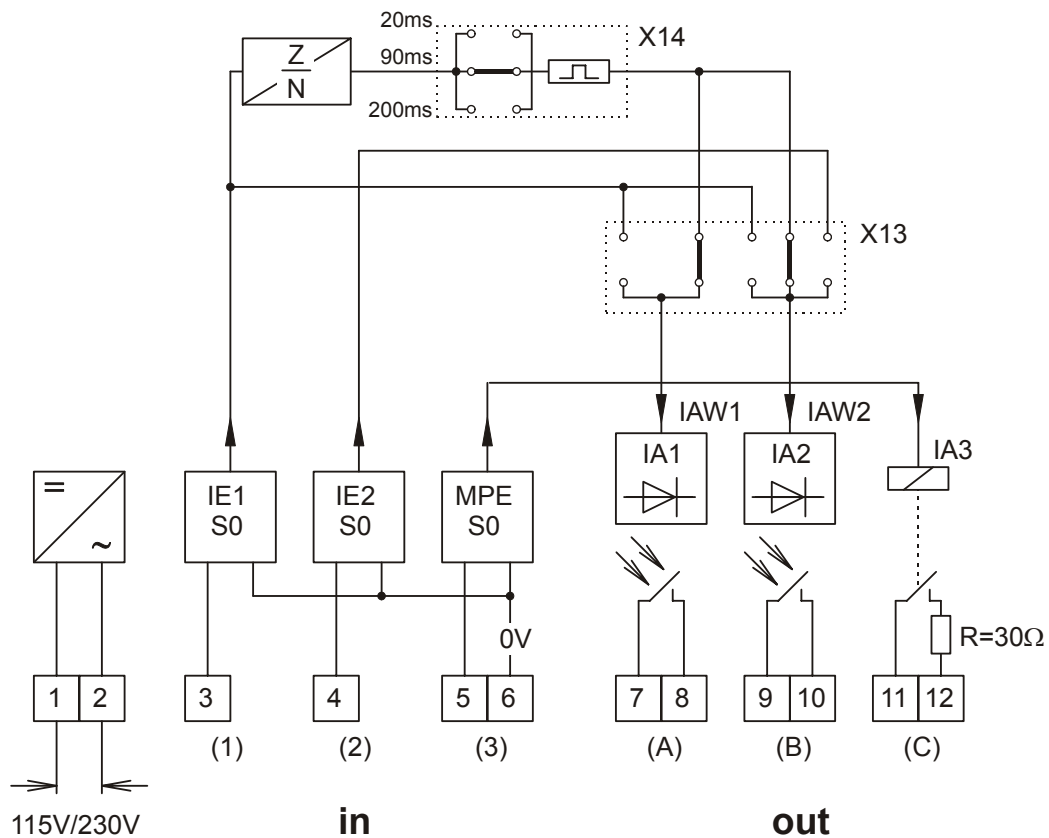 20ms
X14
Z
N
90ms
200ms
X13
IAW1
IAW2
=
~
IE1
S0
IE2
S0
MPE
S0
IA1
IA2
IA3
0V
R=30Ω
1 2 3 4 5 6 7 8 9 10 11 12
(1) (2) (3) (A) (B) (C)
115V/230V in out